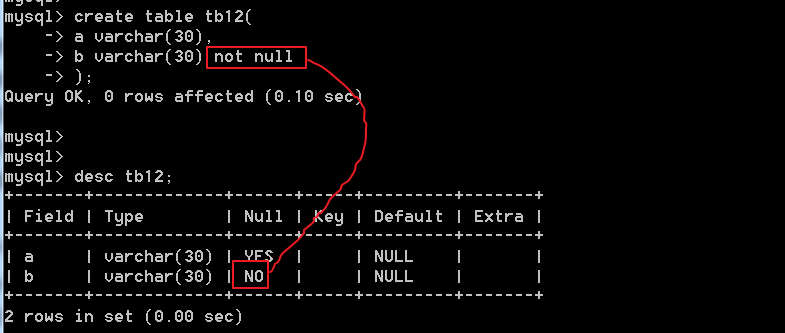 mysql> create table tb12(
    -> a varchar(30),
    -> b varchar(30) not null
    -> );
Query OK, 0 rows affected (0.10 sec)
mysql>
mysql>
mysql> desc tb12;
+-------+-------------+------+-----+---------+-------+
| Field | Type        | Null | Key | Default | Extra |
+-------+-------------+------+-----+---------+-------+
| a     | varchar(30) | YES  |     | NULL    |       |
| b     | varchar(30) | NO   |     | NULL    |       |
+-------+-------------+------+-----+---------+-------+
2 rows in set (0.00 sec)